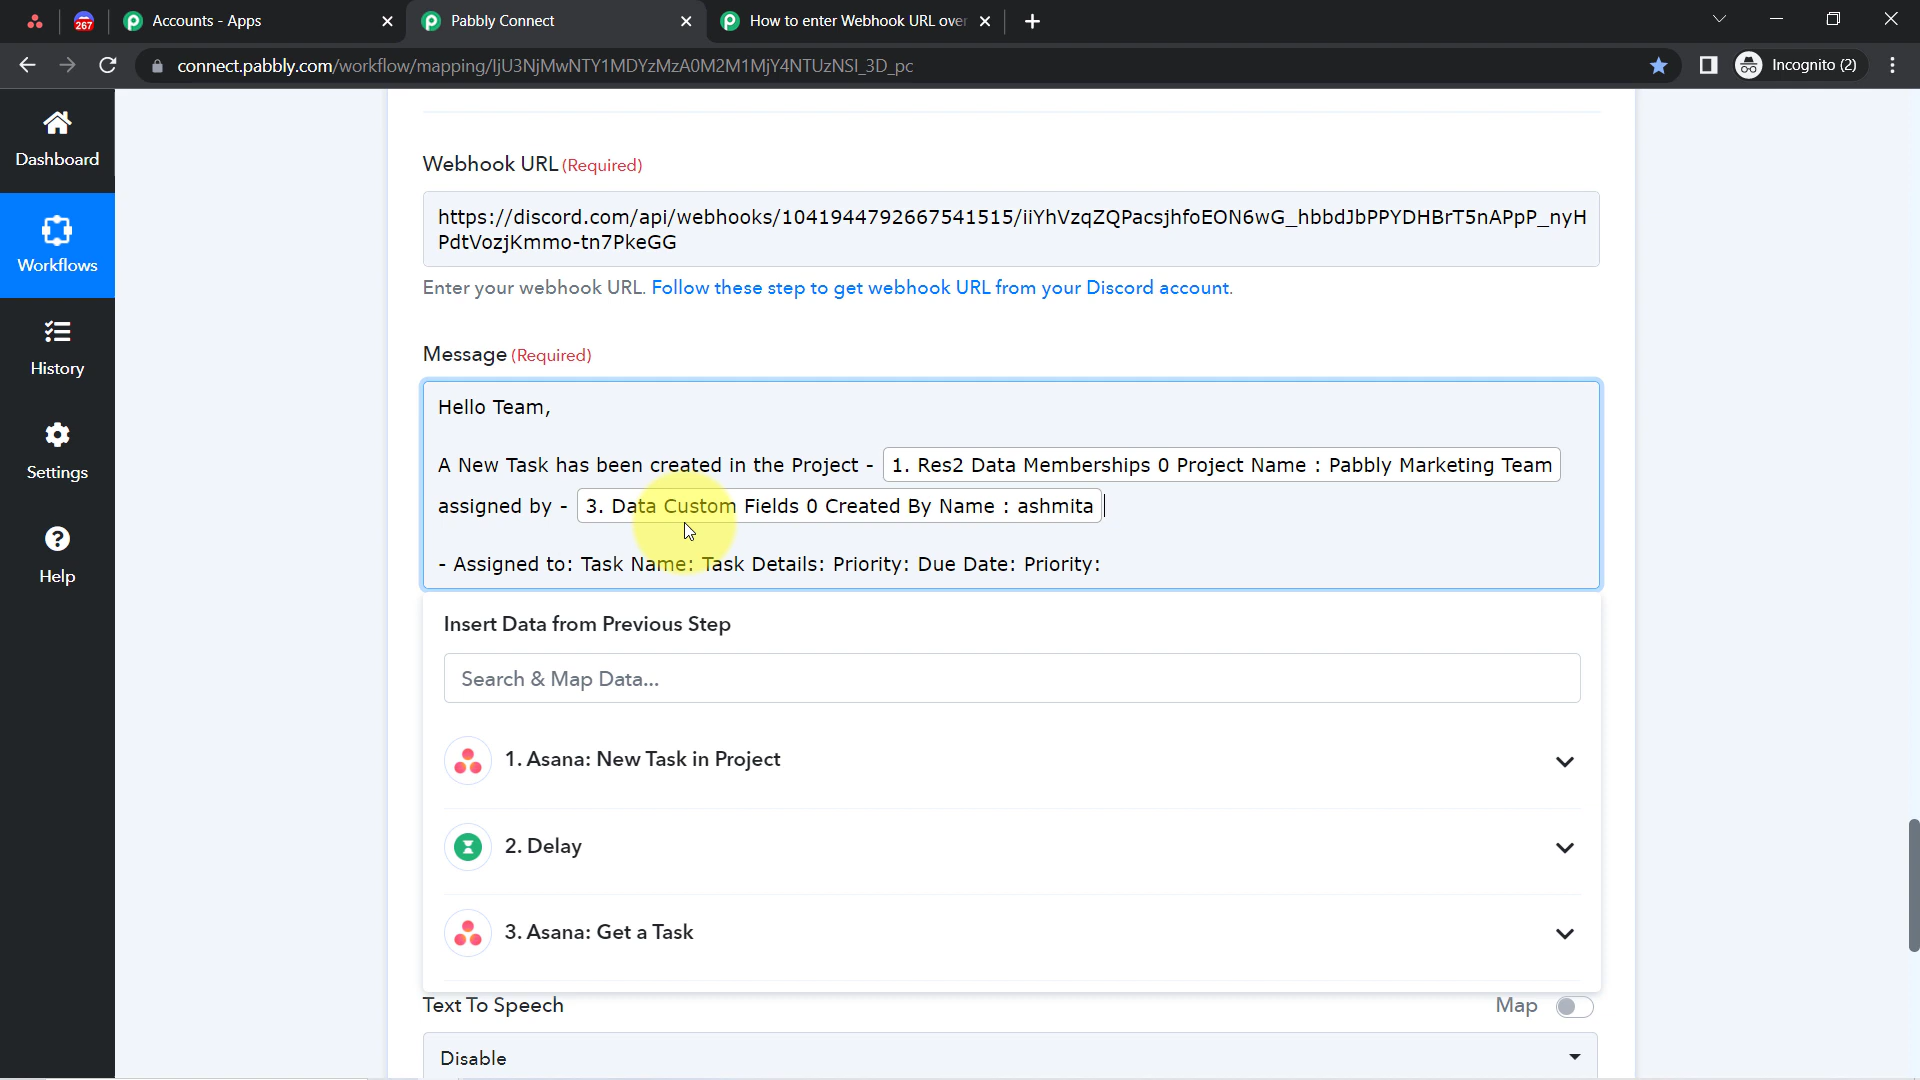 267
Accounts - Apps
Pabbly Connect
How to enter Webhook URL over
connect.pabbly.com/workflow/mapping/IjU3NjMwNTY1MDYzMzA0M2M1MjY4NTUzNSI_3D_pc
Incognito (2)
Dashboard
Workflows
History
Settings
Help
Webhook URL (Required)
https://discord.com/api/webhooks/1041944792667541515/iiYhVzqZQPacsjhfoEON6wG_hbbdJbPPYDHBrT5nAPpP_nyH
PdtVozjKmmo-tn7PkeGG
Enter your webhook URL. Follow these step to get webhook URL from your Discord account.
Message (Required)
Hello Team,
A New Task has been created in the Project - 1. Res2 Data Memberships 0 Project Name : Pabbly Marketing Team
assigned by - 3. Data Custom Fields 0 Created By Name : ashmita
- Assigned to: Task Name: Task Details: Priority: Due Date: Priority:
Insert Data from Previous Step
Search & Map Data...
1. Asana: New Task in Project
2. Delay
3. Asana: Get a Task
Text To Speech
Map
Disable